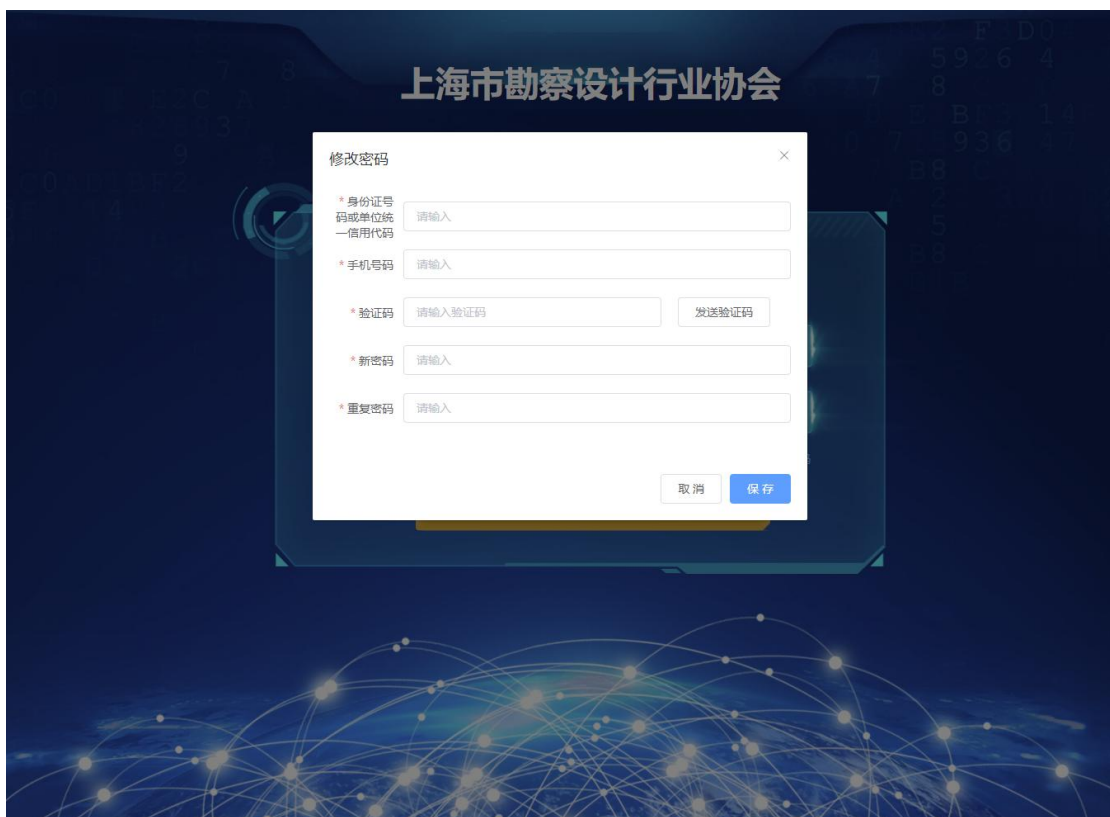 上海市勘察设计行业协会
修改密码
* 身份证号
码或单位统
一信用代码
请输入
* 手机号码
请输入
* 验证码
请输入验证码
发送验证码
* 新密码
请输入
* 重复密码
请输入
取 消
保 存